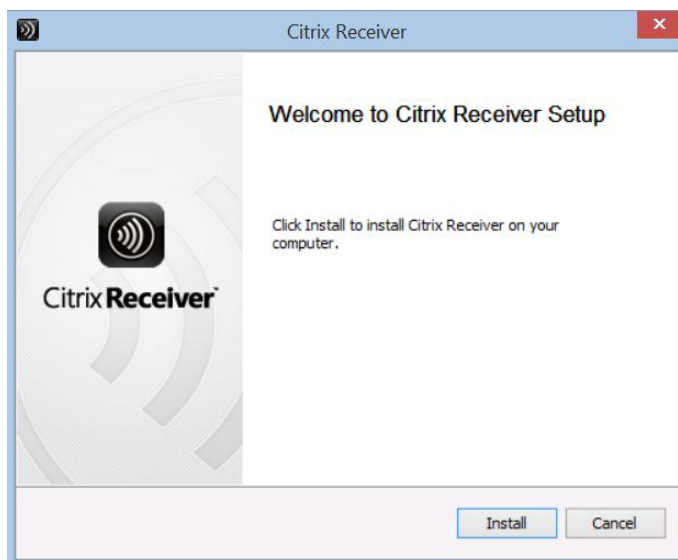 Citrix Receiver
Welcome to Citrix Receiver Setup
Click Install to install Citrix Receiver on your
computer.
Citrix Receiver™
Install
Cancel